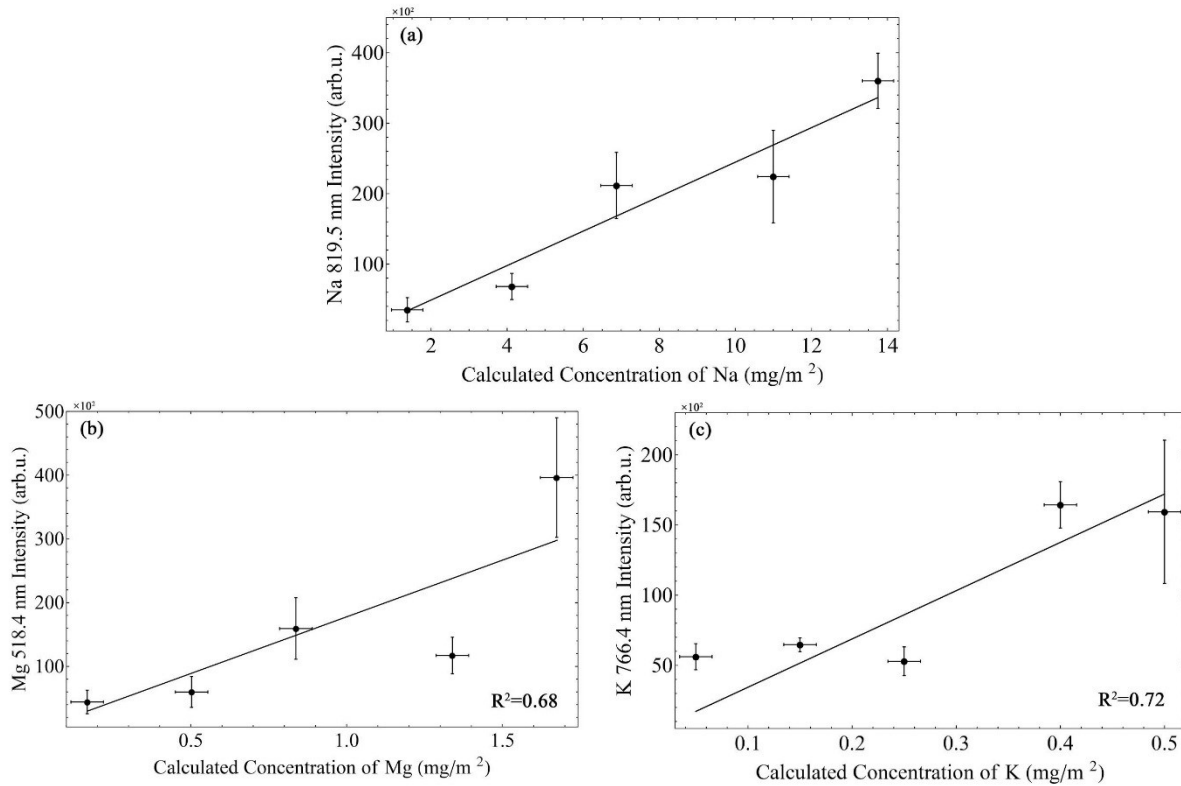 ×10²
(a)
Na 819.5 nm Intensity (arb.u.)
400
300
200
100
2 4 6 8 10 12 14
Calculated Concentration of Na (mg/m ²)
×10²
(b)
Mg 518.4 nm Intensity (arb.u.)
500
400
300
200
100
R²=0.68
0.5 1.0 1.5
Calculated Concentration of Mg (mg/m ²)
×10²
(c)
K 766.4 nm Intensity (arb.u.)
200
150
100
50
R²=0.72
0.1 0.2 0.3 0.4 0.5
Calculated Concentration of K (mg/m ²)